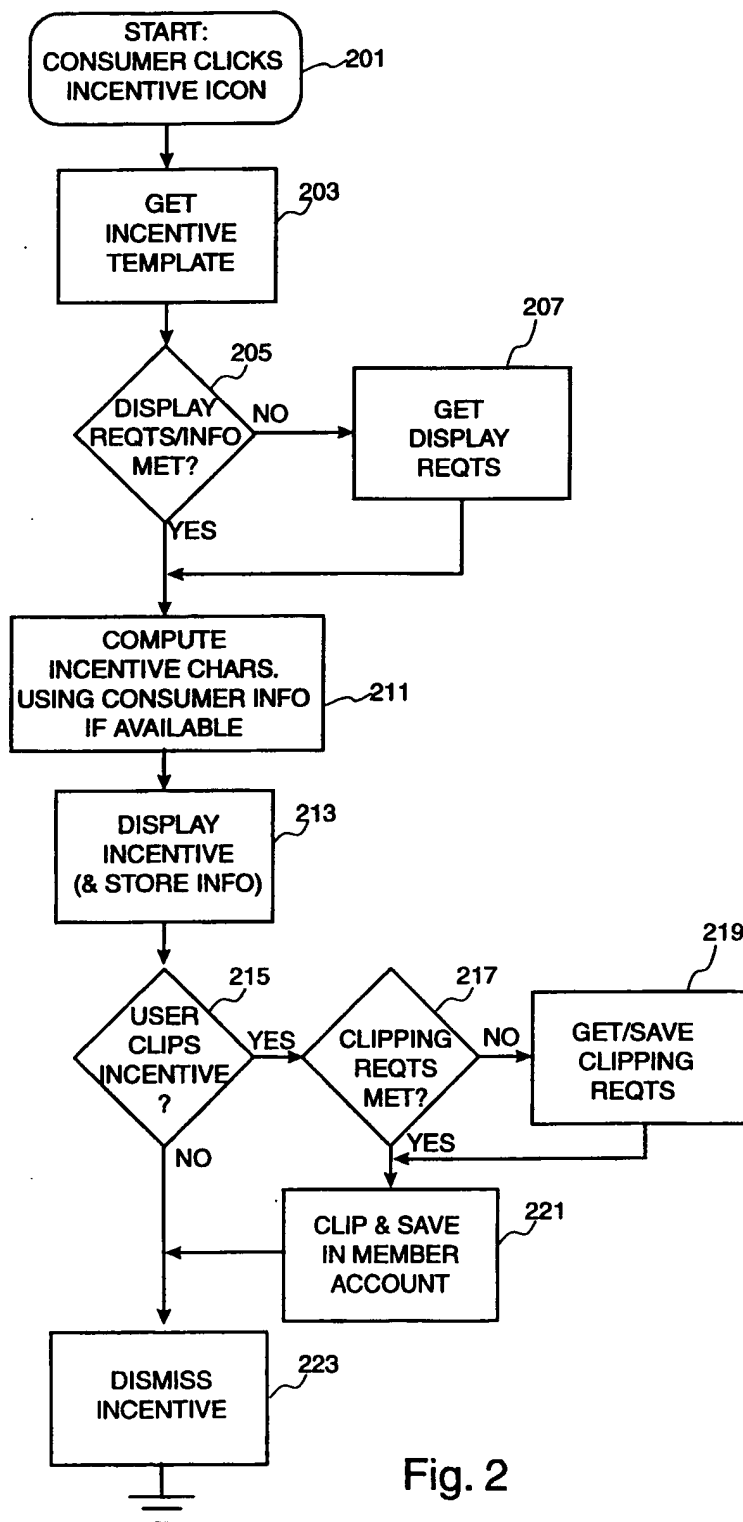 START:
CONSUMER CLICKS
INCENTIVE ICON
201
GET
INCENTIVE
TEMPLATE
203
205
DISPLAY
REQTS/INFO
MET?
NO
YES
207
GET
DISPLAY
REQTS
COMPUTE
INCENTIVE CHARS.
USING CONSUMER INFO
IF AVAILABLE
211
DISPLAY
INCENTIVE
(& STORE INFO)
213
215
USER
CLIPS
INCENTIVE
?
YES
NO
217
CLIPPING
REQTS
MET?
NO
YES
219
GET/SAVE
CLIPPING
REQTS
CLIP & SAVE
IN MEMBER
ACCOUNT
221
DISMISS
INCENTIVE
223
Fig. 2